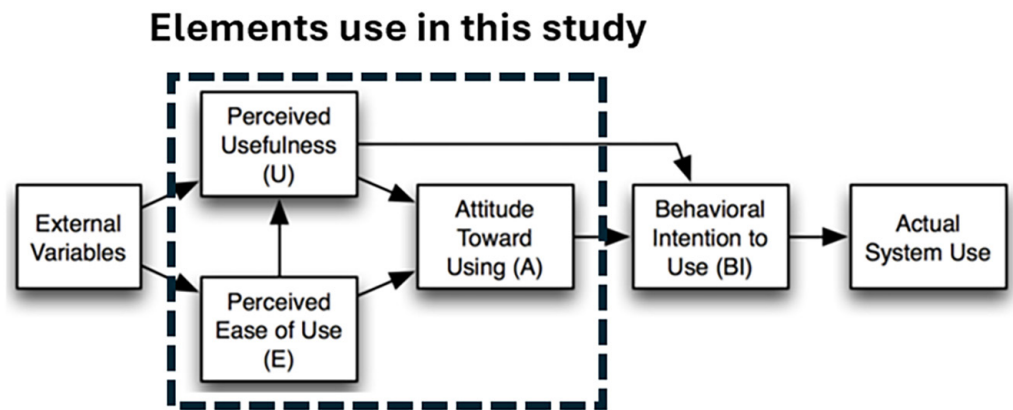 Elements use in this study
Perceived
Usefulness
(U)
External
Variables
Attitude
Toward
Using (A)
Behavioral
Intention to
Use (BI)
Actual
System Use
Perceived
Ease of Use
(E)